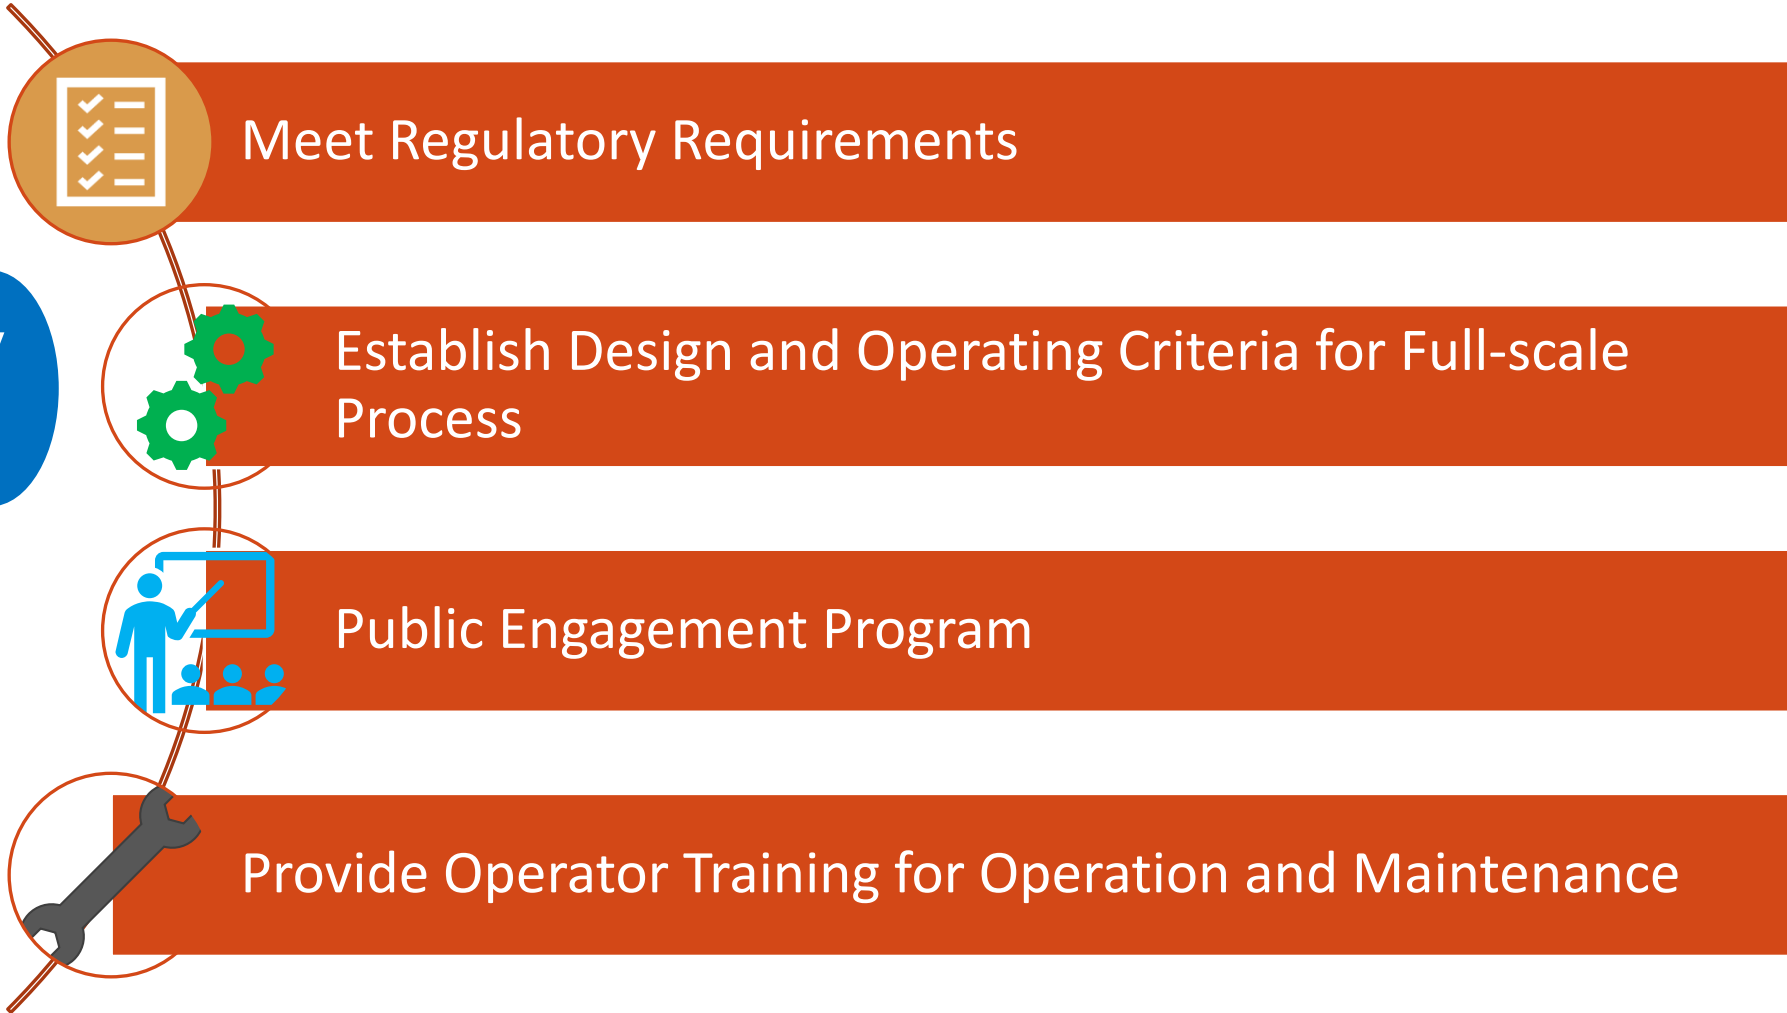 Meet Regulatory Requirements
Establish Design and Operating Criteria for Full-scale
Process
Public Engagement Program
Provide Operator Training for Operation and Maintenance